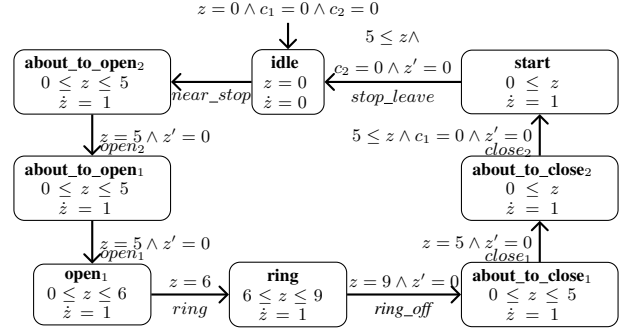 z = 0 ∧ c₁ = 0 ∧ c₂ = 0
about_to_open₂
0 ≤ z ≤ 5
ż = 1
near_stop
idle
z = 0
ż = 0
5 ≤ z∧
c₂ = 0 ∧ z′ = 0
stop_leave
start
0 ≤ z
ż = 1
z = 5 ∧ z′ = 0
open₂
5 ≤ z ∧ c₁ = 0 ∧ z′ = 0
close₂
about_to_open₁
0 ≤ z ≤ 5
ż = 1
about_to_close₂
0 ≤ z
ż = 1
z = 5 ∧ z′ = 0
open₁
z = 5 ∧ z′ = 0
close₁
open₁
0 ≤ z ≤ 6
ż = 1
z = 6
ring
ring
6 ≤ z ≤ 9
ż = 1
z = 9 ∧ z′ = 0
ring_off
about_to_close₁
0 ≤ z ≤ 5
ż = 1